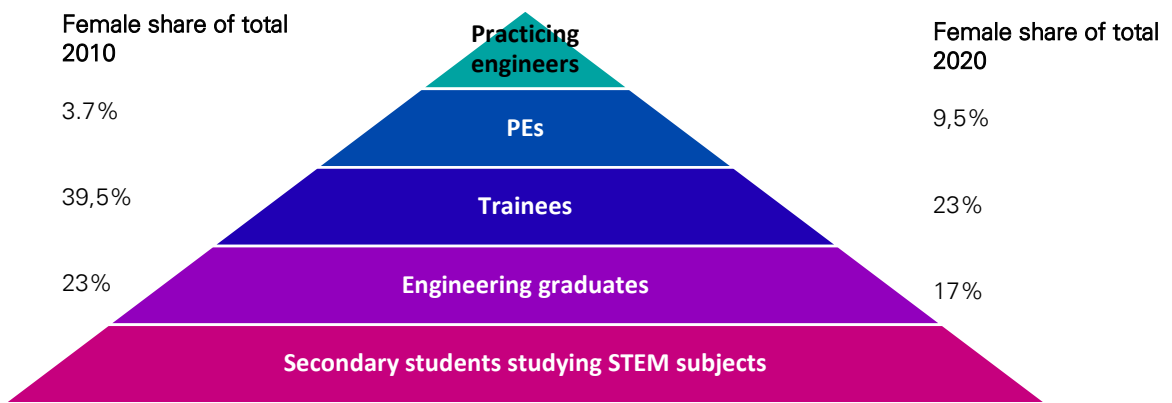 Female share of total
2010
3.7%
39,5%
23%
Practicing
engineers
PEs
Trainees
Engineering graduates
Secondary students studying STEM subjects
Female share of total
2020
9,5%
23%
17%